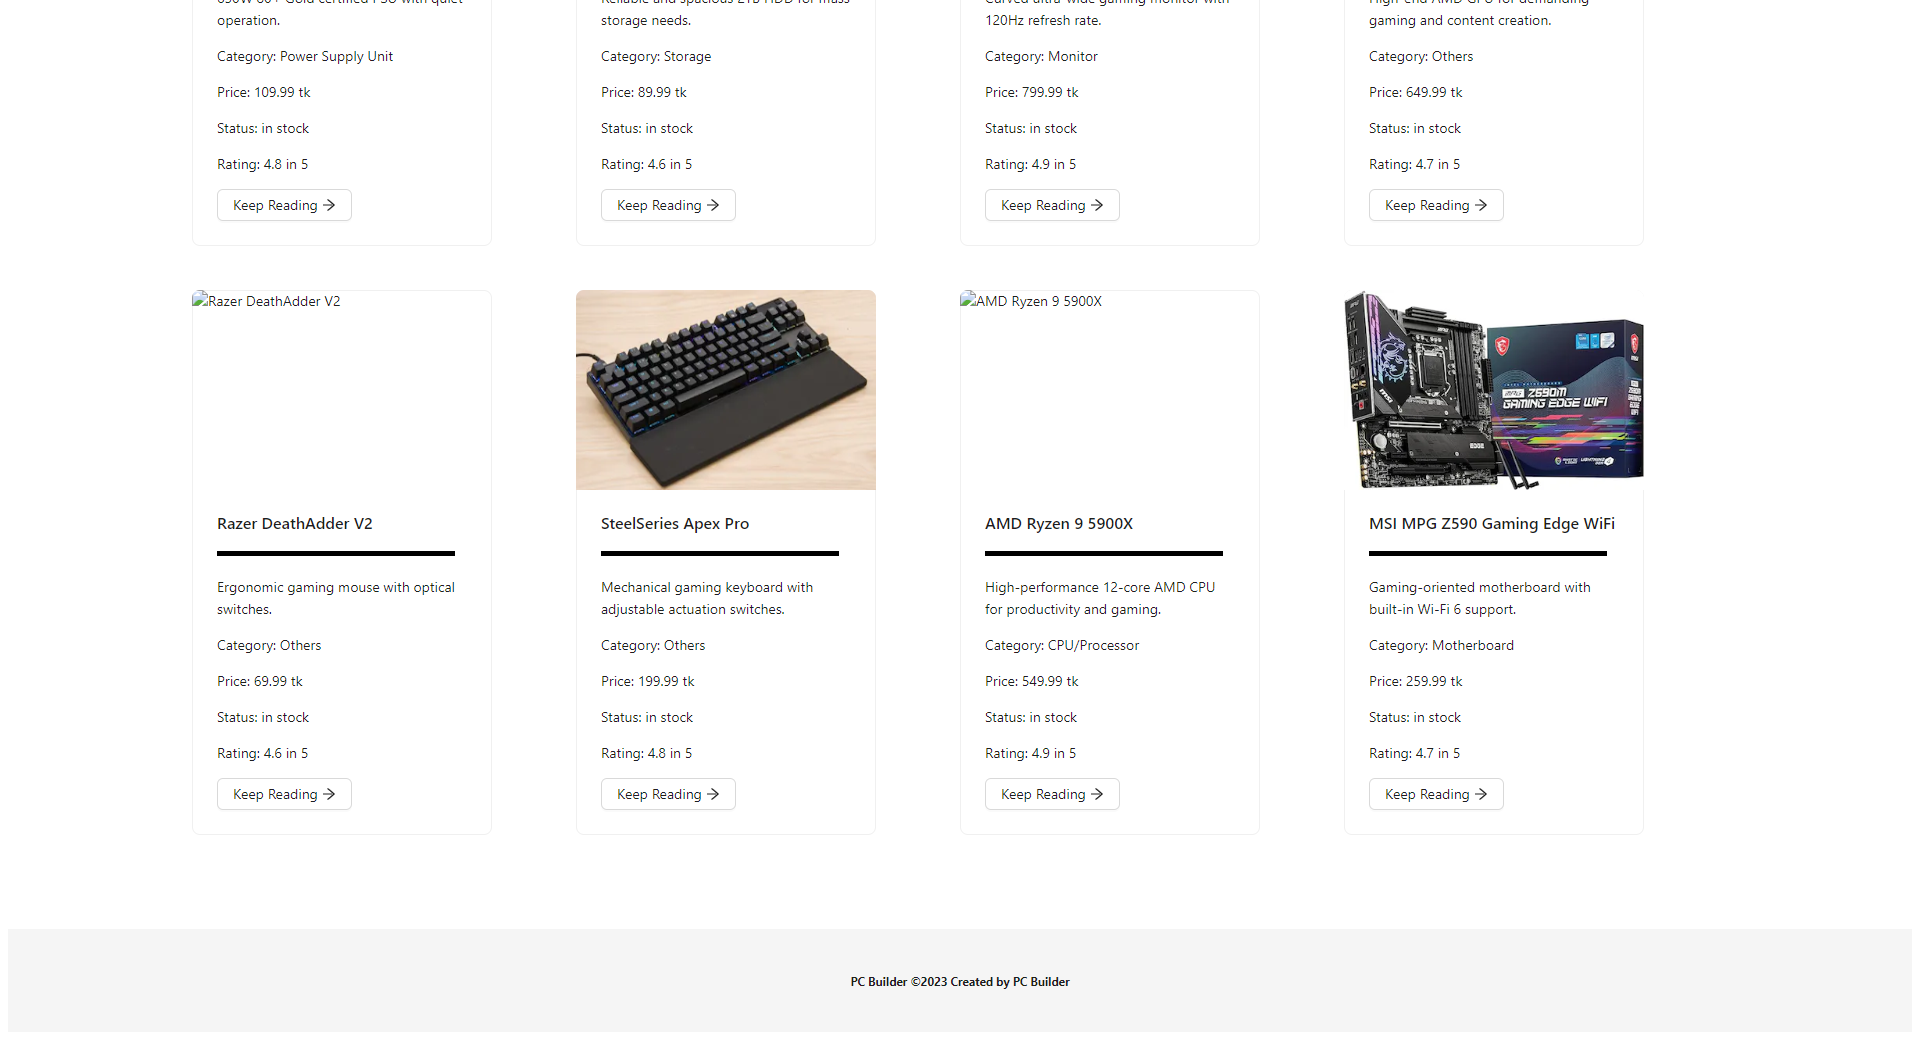 operation.
Category: Power Supply Unit
Price: 109.99 tk
Status: in stock
Rating: 4.8 in 5
Keep Reading →
storage needs.
Category: Storage
Price: 89.99 tk
Status: in stock
Rating: 4.6 in 5
Keep Reading →
120Hz refresh rate.
Category: Monitor
Price: 799.99 tk
Status: in stock
Rating: 4.9 in 5
Keep Reading →
gaming and content creation.
Category: Others
Price: 649.99 tk
Status: in stock
Rating: 4.7 in 5
Keep Reading →
Razer DeathAdder V2
Razer DeathAdder V2
Ergonomic gaming mouse with optical
switches.
Category: Others
Price: 69.99 tk
Status: in stock
Rating: 4.6 in 5
Keep Reading →
SteelSeries Apex Pro
Mechanical gaming keyboard with
adjustable actuation switches.
Category: Others
Price: 199.99 tk
Status: in stock
Rating: 4.8 in 5
Keep Reading →
AMD Ryzen 9 5900X
AMD Ryzen 9 5900X
High-performance 12-core AMD CPU
for productivity and gaming.
Category: CPU/Processor
Price: 549.99 tk
Status: in stock
Rating: 4.9 in 5
Keep Reading →
MPG Z590M
GAMING EDGE WIFI
EDGE
MSI MPG Z590 Gaming Edge WiFi
Gaming-oriented motherboard with
built-in Wi-Fi 6 support.
Category: Motherboard
Price: 259.99 tk
Status: in stock
Rating: 4.7 in 5
Keep Reading →
PC Builder ©2023 Created by PC Builder